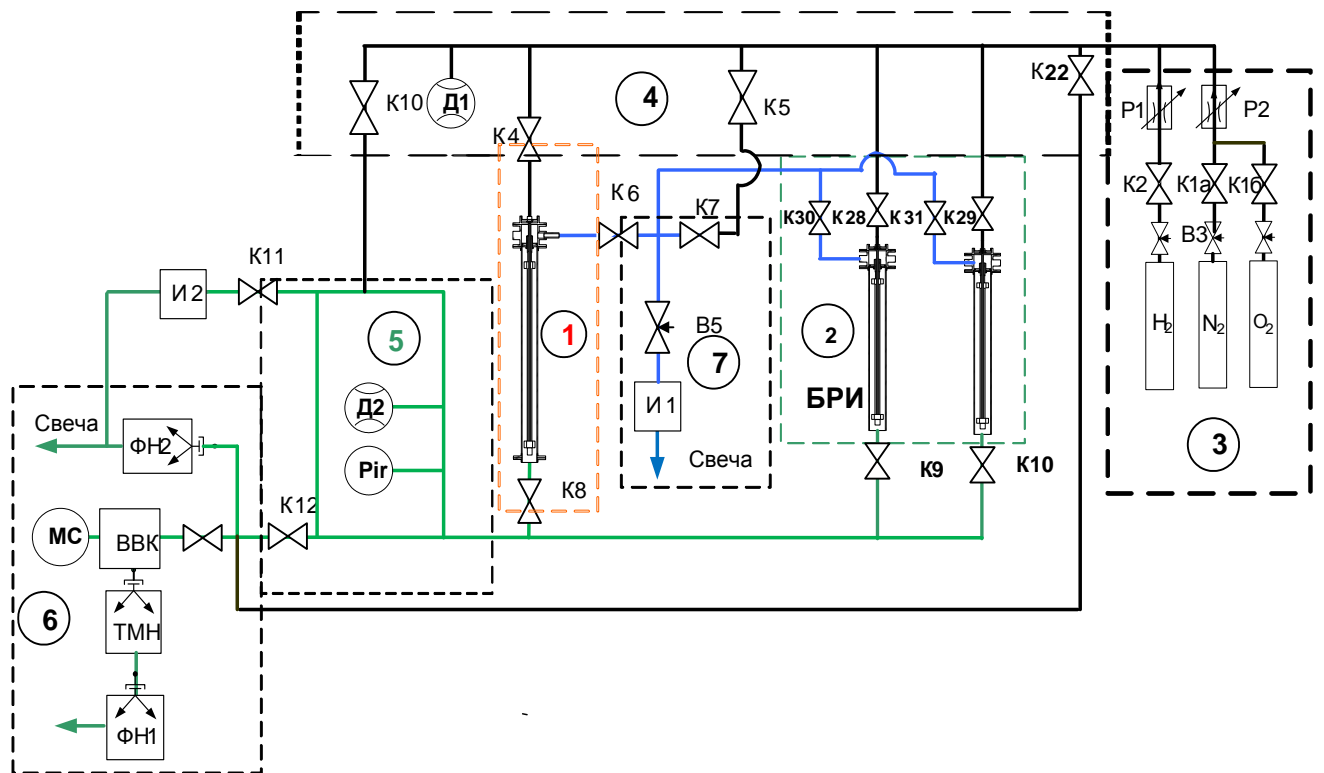 К22
К10
Д1
4
К5
Р1
Р2
К4
К2
К1а
К1б
К6
К7
К30
К28
К31
К29
В3
К11
И2
5
1
В5
7
2
H2
N2
O2
Д2
И1
БРИ
Свеча
ФН2
Pir
Свеча
3
К9
К10
К8
К12
МС
ВВК
6
ТМН
ФН1